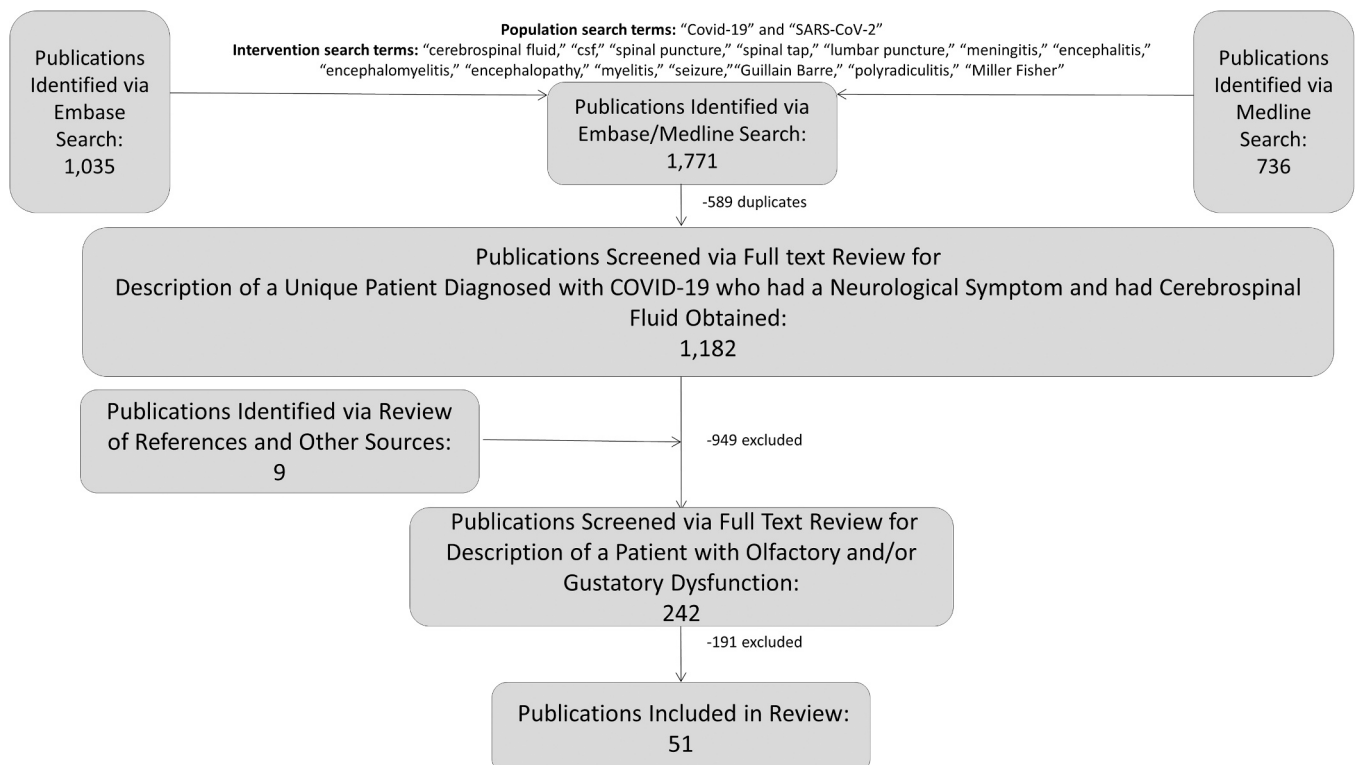 Population search terms: “Covid-19” and “SARS-CoV-2”
Intervention search terms: “cerebrospinal fluid,” “csf,” “spinal puncture,” “spinal tap,” “lumbar puncture,” “meningitis,” “encephalitis,”
“encephalomyelitis,” “encephalopathy,” “myelitis,” “seizure,”“Guillain Barre,” “polyradiculitis,” “Miller Fisher”
Publications
Identified via
Embase
Search:
1,035
Publications Identified via
Embase/Medline Search:
1,771
Publications
Identified via
Medline
Search:
736
-589 duplicates
Publications Screened via Full text Review for
Description of a Unique Patient Diagnosed with COVID-19 who had a Neurological Symptom and had Cerebrospinal
Fluid Obtained:
1,182
Publications Identified via Review
of References and Other Sources:
9
-949 excluded
Publications Screened via Full Text Review for
Description of a Patient with Olfactory and/or
Gustatory Dysfunction:
242
-191 excluded
Publications Included in Review:
51